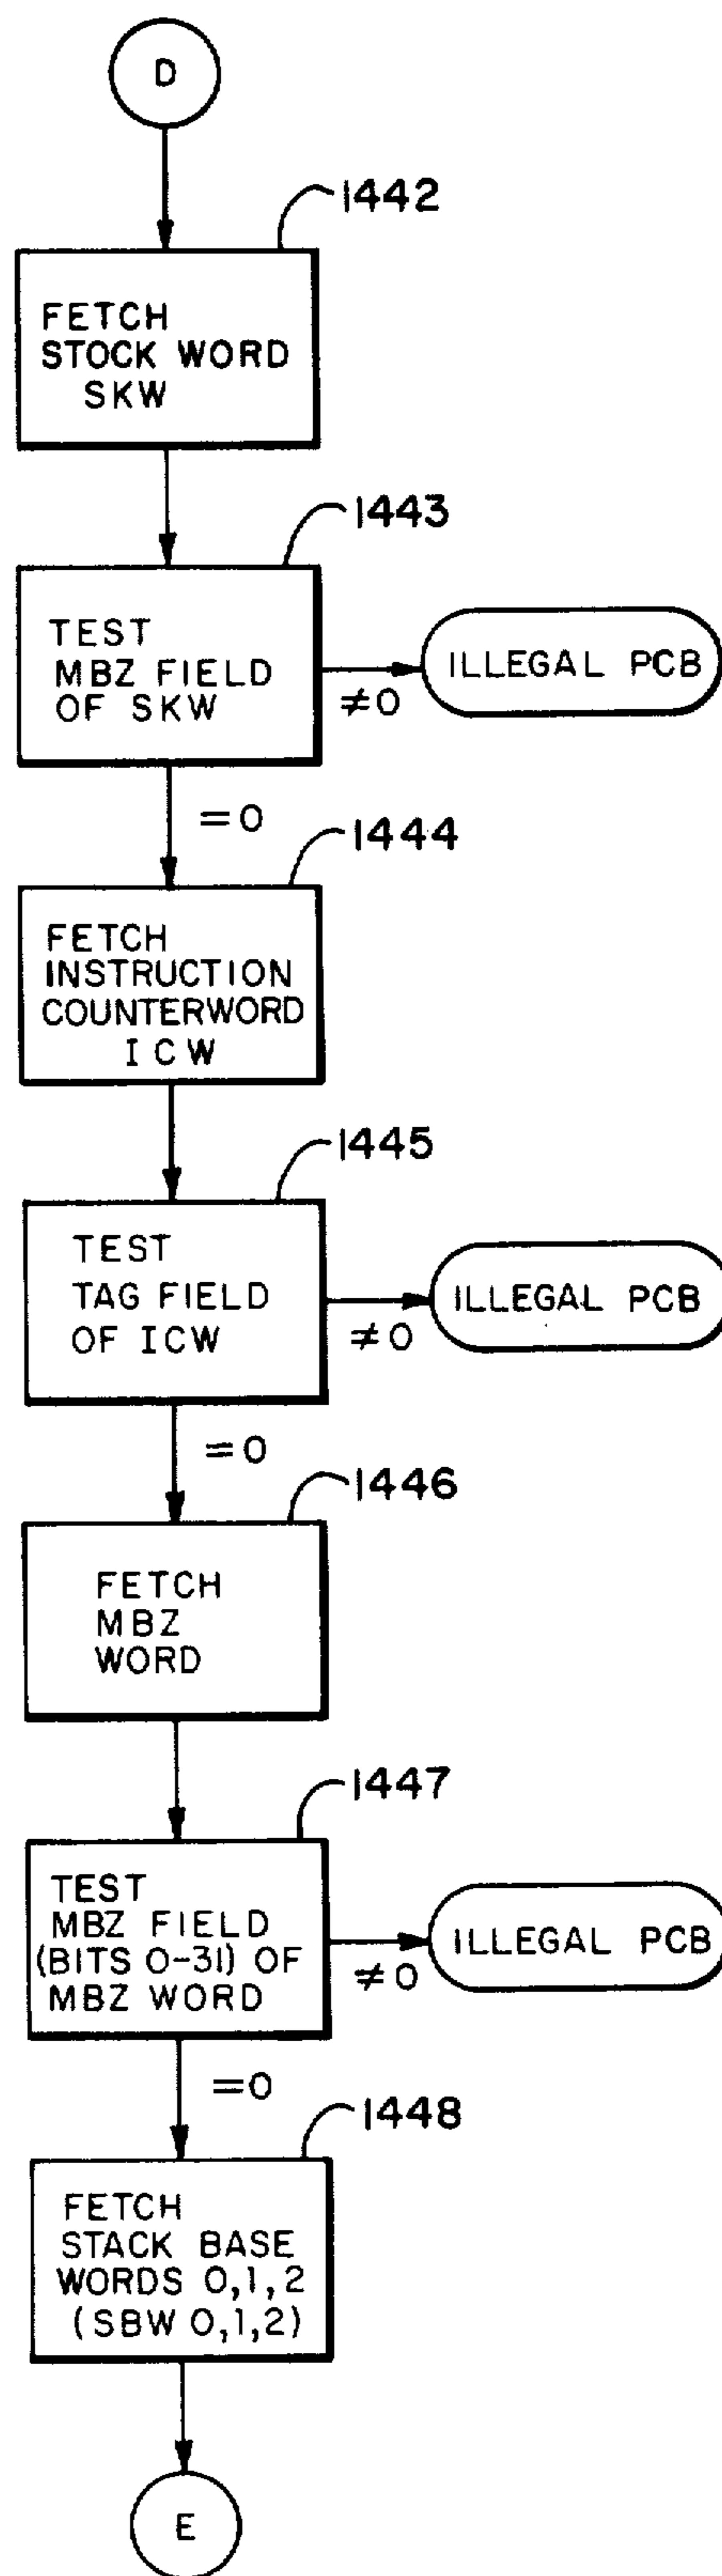 D
1442
FETCH
STOCK WORD
SKW
1443
TEST
MBZ FIELD
OF SKW
≠0
ILLEGAL PCB
=0
1444
FETCH
INSTRUCTION
COUNTERWORD
ICW
1445
TEST
TAG FIELD
OF ICW
≠0
ILLEGAL PCB
=0
1446
FETCH
MBZ
WORD
1447
TEST
MBZ FIELD
(BITS 0-31) OF
MBZ WORD
≠0
ILLEGAL PCB
=0
1448
FETCH
STACK BASE
WORDS 0,1,2
(SBW 0,1,2)
E